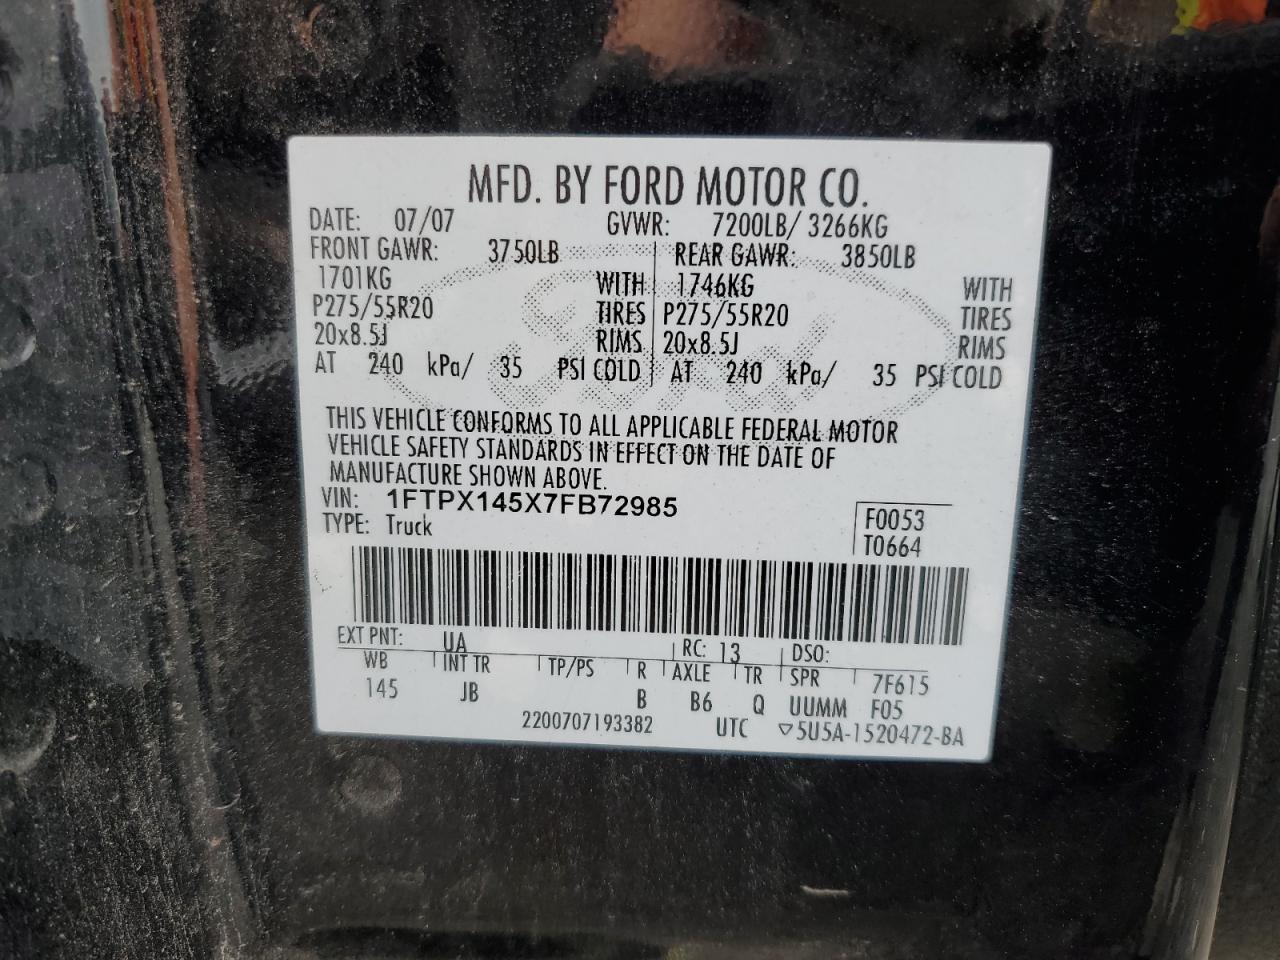 MFD. BY FORD MOTOR CO.
DATE: 07/07 GVWR: 7200LB/ 3266KG
FRONT GAWR: 3750LB REAR GAWR: 3850LB
1701KG WITH 1746KG WITH
P275/55R20 TIRES P275/55R20 TIRES
20x8.5J RIMS 20x8.5J RIMS
AT 240 kPa/ 35 PSI COLD AT 240 kPa/ 35 PSI COLD
THIS VEHICLE CONFORMS TO ALL APPLICABLE FEDERAL MOTOR
VEHICLE SAFETY STANDARDS IN EFFECT ON THE DATE OF
MANUFACTURE SHOWN ABOVE.
VIN: 1FTPX145X7FB72985
F0053
TYPE: Truck
T0664
EXT PNT: UA RC: 13 DSO:
WB INT TR TP/PS R AXLE TR SPR 7F615
145 JB B B6 Q UUMM F05
2200707193382 UTC ▽5U5A-1520472-BA